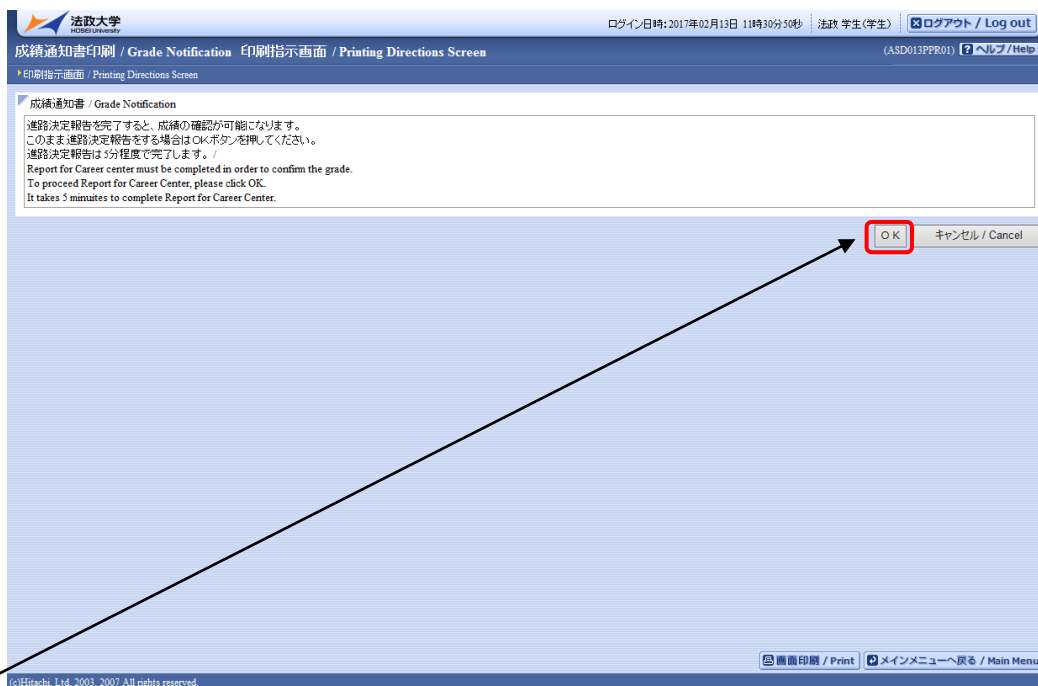 法政大学
HOSEI University
ログイン日時:2017年02月13日 11時30分50秒 法政 学生(学生) ログアウト / Log out
成績通知書印刷 / Grade Notification 印刷指示画面 / Printing Directions Screen
(ASD013PPR01) ? ヘルプ/Help
印刷指示画面 / Printing Directions Screen
成績通知書 / Grade Notification
進路決定報告を完了すると、成績の確認が可能になります。
このまま進路決定報告をする場合はOKボタンを押してください。
進路決定報告は5分程度で完了します。/
Report for Career center must be completed in order to confirm the grade.
To proceed Report for Career Center, please click OK.
It takes 5 minuites to complete Report for Career Center.
OK キャンセル / Cancel
画面印刷 / Print メインメニューへ戻る / Main Menu
(c)Hitachi, Ltd. 2003, 2007 All rights reserved.